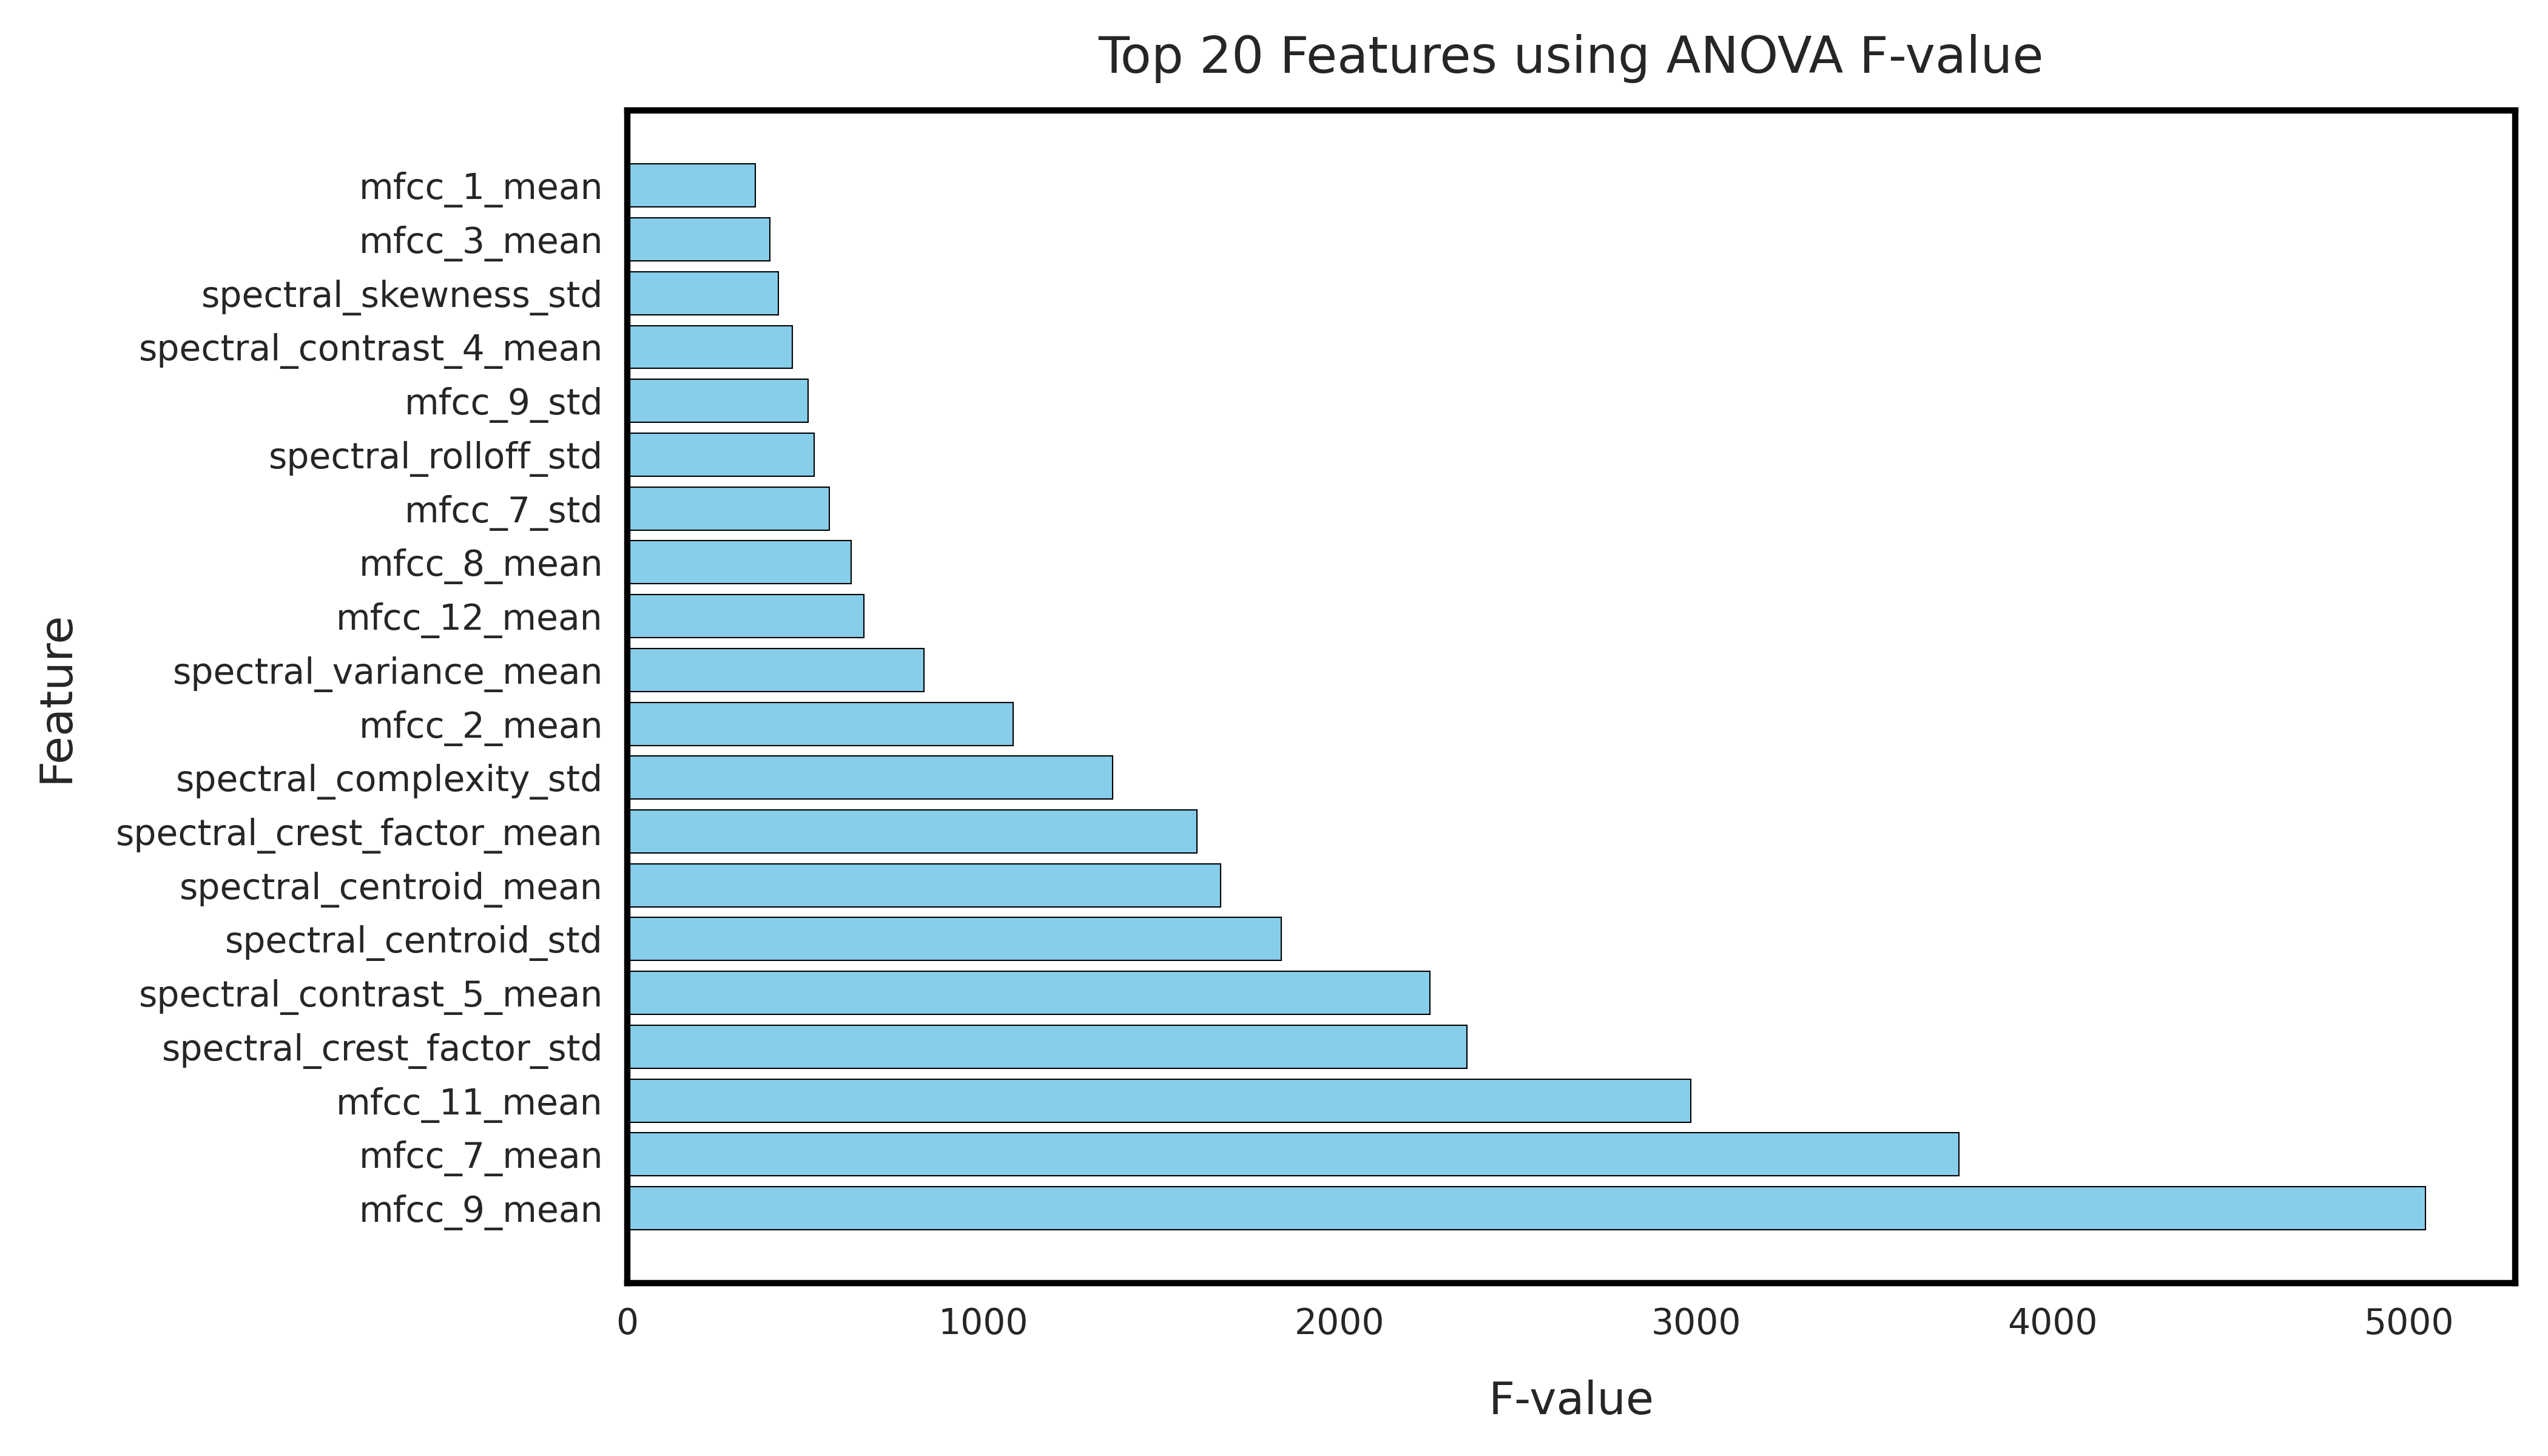 Top 20 Features using ANOVA F-value
mfcc_1_mean
mfcc_3_mean
spectral_skewness_std
spectral_contrast_4_mean
mfcc_9_std
spectral_rolloff_std
mfcc_7_std
mfcc_8_mean
mfcc_12_mean
spectral_variance_mean
mfcc_2_mean
spectral_complexity_std
spectral_crest_factor_mean
spectral_centroid_mean
spectral_centroid_std
spectral_contrast_5_mean
spectral_crest_factor_std
mfcc_11_mean
mfcc_7_mean
mfcc_9_mean
Feature
0 1000 2000 3000 4000 5000
F-value